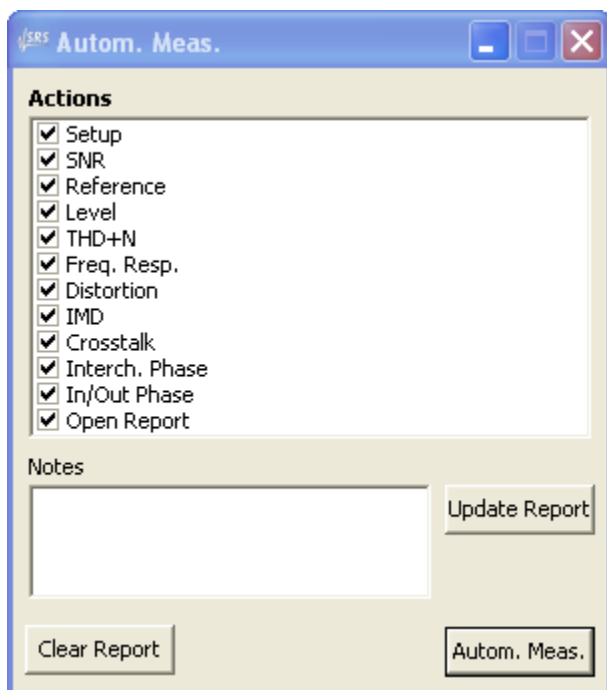 SRS Autom. Meas.
Actions
Setup
SNR
Reference
Level
THD+N
Freq. Resp.
Distortion
IMD
Crosstalk
Interch. Phase
In/Out Phase
Open Report
Notes
Update Report
Clear Report
Autom. Meas.